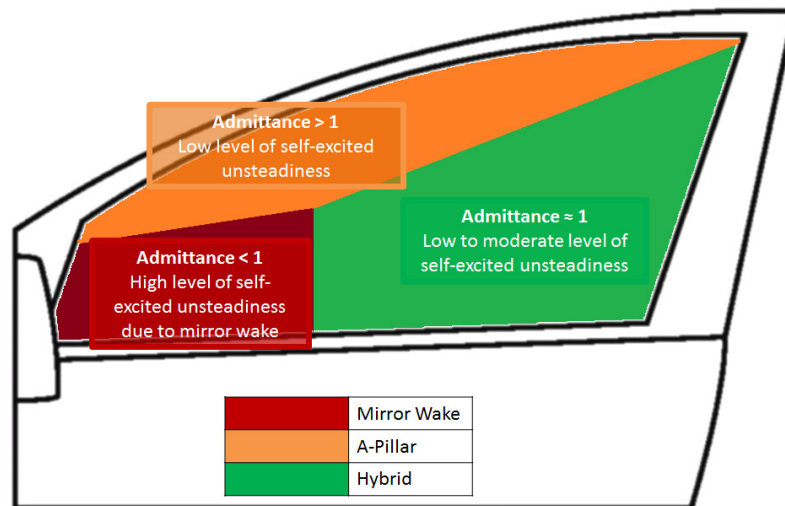 Admittance > 1
Low level of self-excited
unsteadiness
Admittance ≈ 1
Low to moderate level of
self-excited unsteadiness
Admittance < 1
High level of self-
excited unsteadiness
due to mirror wake
Mirror Wake
A-Pillar
Hybrid